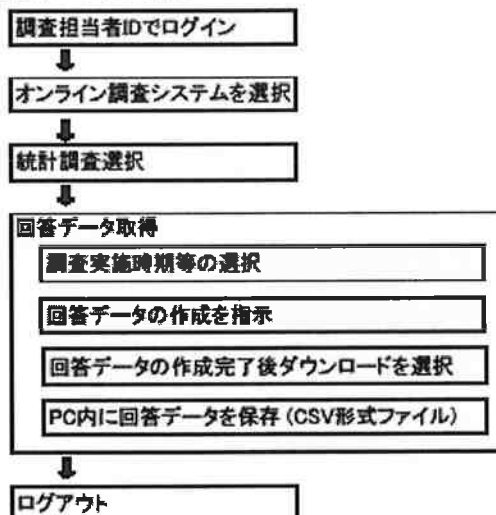 調査担当者IDでログイン
オンライン調査システムを選択
統計調査選択
回答データ取得
調査実施時期等の選択
回答データの作成を指示
回答データの作成完了後ダウンロードを選択
PC内に回答データを保存（CSV形式ファイル）
ログアウト